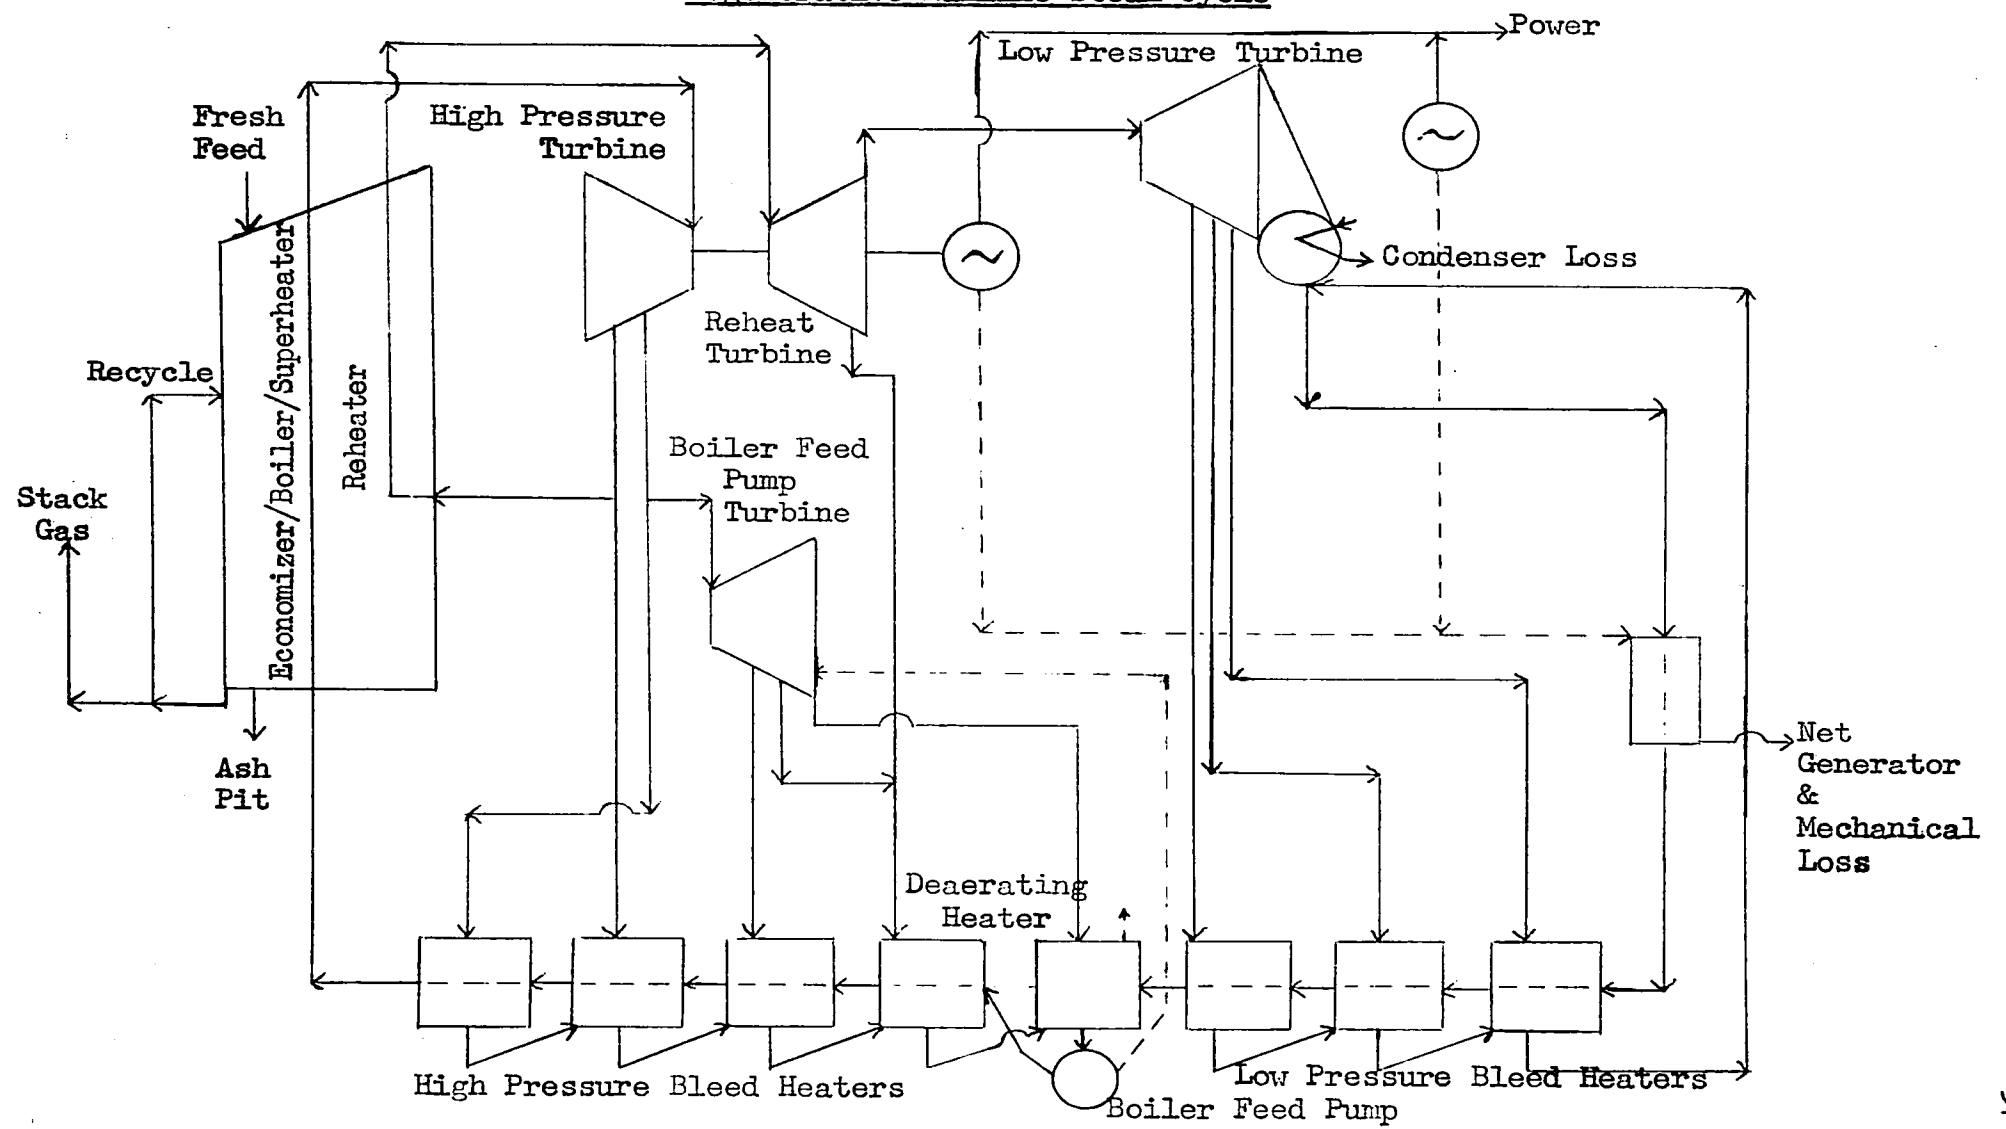 Steam Cycle
Power
Low Pressure Turbine
Fresh
Feed
High Pressure
Turbine
Condenser Loss
Economizer/Boiler/Superheater
Reheater
Reheat
Turbine
Recycle
Boiler Feed
Pump
Turbine
Stack
Gas
Net
Generator
&
Mechanical
Loss
Ash
Pit
Deaerating
Heater
High Pressure Bleed Heaters
Low Pressure Bleed Heaters
Boiler Feed Pump